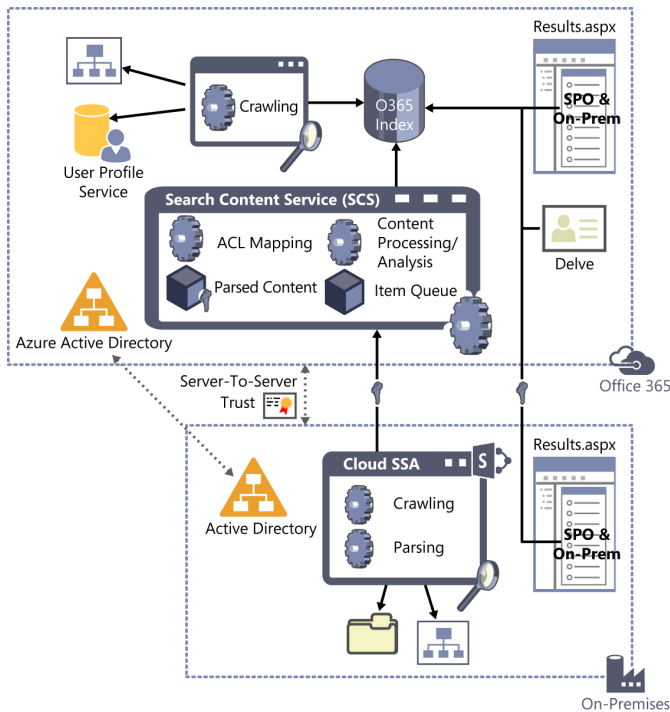 Results.aspx
SPO &
On-Prem
Crawling
O365
Index
User Profile
Service
Search Content Service (SCS)
ACL Mapping
Content
Processing/
Analysis
Parsed Content
Item Queue
Delve
Azure Active Directory
Office 365
Server-To-Server
Trust
Results.aspx
Cloud SSA
S
SPO &
On-Prem
Crawling
Active Directory
Parsing
On-Premises